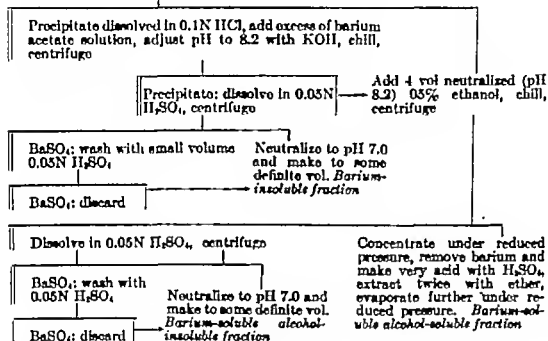 Precipitate dissolved in 0.1N HCl, add excess of barium
acetate solution, adjust pH to 8.2 with KOH, chill,
centrifuge
Precipitate: dissolve in 0.05N
H₂SO₄, centrifuge
Add 4 vol neutralized (pH
8.2) 95% ethanol, chill,
centrifuge
BaSO₄: wash with small volume
0.05N H₂SO₄
Neutralize to pH 7.0
and make to some
definite vol. Barium-
insoluble fraction
BaSO₄: discard
Dissolve in 0.05N H₂SO₄, centrifuge
BaSO₄: wash with
0.05N H₂SO₄
Neutralize to pH 7.0 and
make to some definite vol.
Barium-soluble alcohol-
insoluble fraction
BaSO₄: discard
Concentrate under reduced
pressure, remove barium and
make very acid with H₂SO₄,
extract twice with ether,
evaporate further under re-
duced pressure. Barium-sol-
uble alcohol-soluble fraction